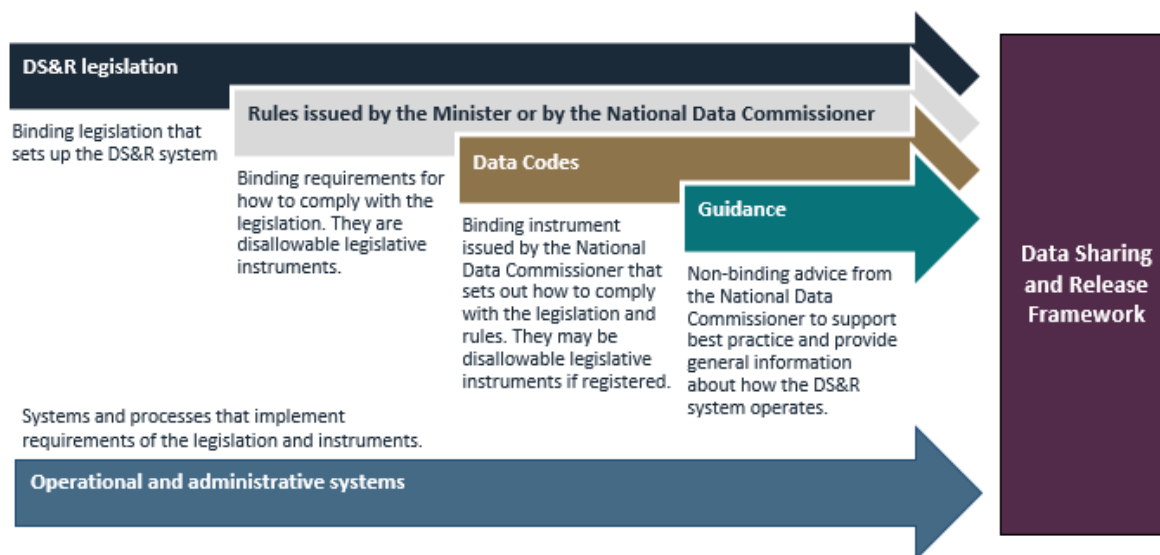 DS&R legislation
Binding legislation that
sets up the DS&R system
Rules issued by the Minister or by the National Data Commissioner
Binding requirements for
how to comply with the
legislation. They are
disallowable legislative
instruments.
Data Codes
Binding instrument
issued by the National
Data Commissioner that
sets out how to comply
with the legislation and
rules. They may be
disallowable legislative
instruments if registered.
Guidance
Non-binding advice from
the National Data
Commissioner to support
best practice and provide
general information
about how the DS&R
system operates.
Systems and processes that implement
requirements of the legislation and instruments.
Operational and administrative systems
Data Sharing
and Release
Framework